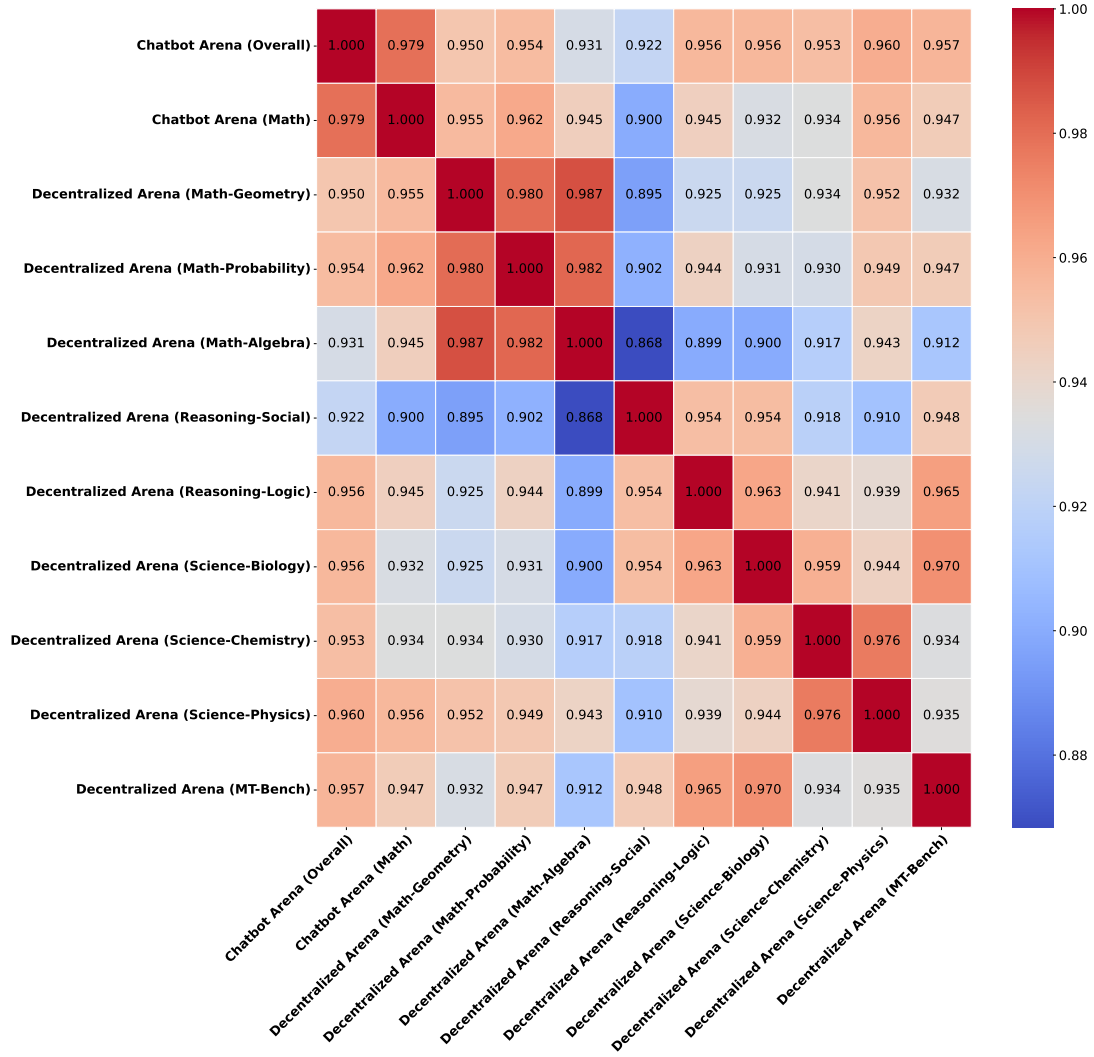 Chatbot Arena (Overall) 1.000 0.979 0.950 0.954 0.931 0.922 0.956 0.956 0.953 0.960 0.957
Chatbot Arena (Math) 0.979 1.000 0.955 0.962 0.945 0.900 0.945 0.932 0.934 0.956 0.947
Decentralized Arena (Math-Geometry) 0.950 0.955 1.000 0.980 0.987 0.895 0.925 0.925 0.934 0.952 0.932
Decentralized Arena (Math-Probability) 0.954 0.962 0.980 1.000 0.982 0.902 0.944 0.931 0.930 0.949 0.947
Decentralized Arena (Math-Algebra) 0.931 0.945 0.987 0.982 1.000 0.868 0.899 0.900 0.917 0.943 0.912
Decentralized Arena (Reasoning-Social) 0.922 0.900 0.895 0.902 0.868 1.000 0.954 0.954 0.918 0.910 0.948
Decentralized Arena (Reasoning-Logic) 0.956 0.945 0.925 0.944 0.899 0.954 1.000 0.963 0.941 0.939 0.965
Decentralized Arena (Science-Biology) 0.956 0.932 0.925 0.931 0.900 0.954 0.963 1.000 0.959 0.944 0.970
Decentralized Arena (Science-Chemistry) 0.953 0.934 0.934 0.930 0.917 0.918 0.941 0.959 1.000 0.976 0.934
Decentralized Arena (Science-Physics) 0.960 0.956 0.952 0.949 0.943 0.910 0.939 0.944 0.976 1.000 0.935
Decentralized Arena (MT-Bench) 0.957 0.947 0.932 0.947 0.912 0.948 0.965 0.970 0.934 0.935 1.000
Chatbot Arena (Overall)
Chatbot Arena (Math)
Decentralized Arena (Math-Geometry)
Decentralized Arena (Math-Probability)
Decentralized Arena (Math-Algebra)
Decentralized Arena (Reasoning-Social)
Decentralized Arena (Reasoning-Logic)
Decentralized Arena (Science-Biology)
Decentralized Arena (Science-Chemistry)
Decentralized Arena (Science-Physics)
Decentralized Arena (MT-Bench)
1.00
0.98
0.96
0.94
0.92
0.90
0.88